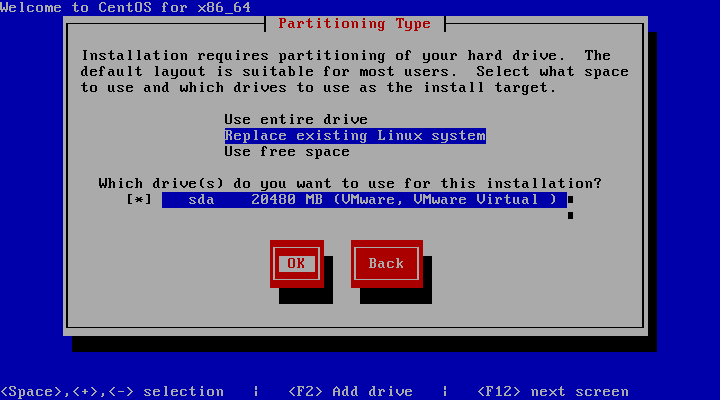 Welcome to CentOS for x86_64
Partitioning Type
Installation requires partitioning of your hard drive.  The
default layout is suitable for most users.  Select what space
to use and which drives to use as the install target.
Use entire drive
Replace existing Linux system
Use free space
Which drive(s) do you want to use for this installation?
[*]   sda    20480 MB (VMware, VMware Virtual )
OK   Back
<Space>,<+>,<-> selection   |   <F2> Add drive   |   <F12> next screen